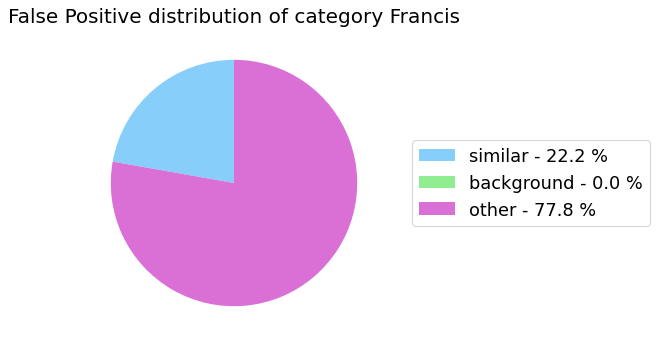 False Positive distribution of category Francis
similar - 22.2 %
background - 0.0 %
other - 77.8 %